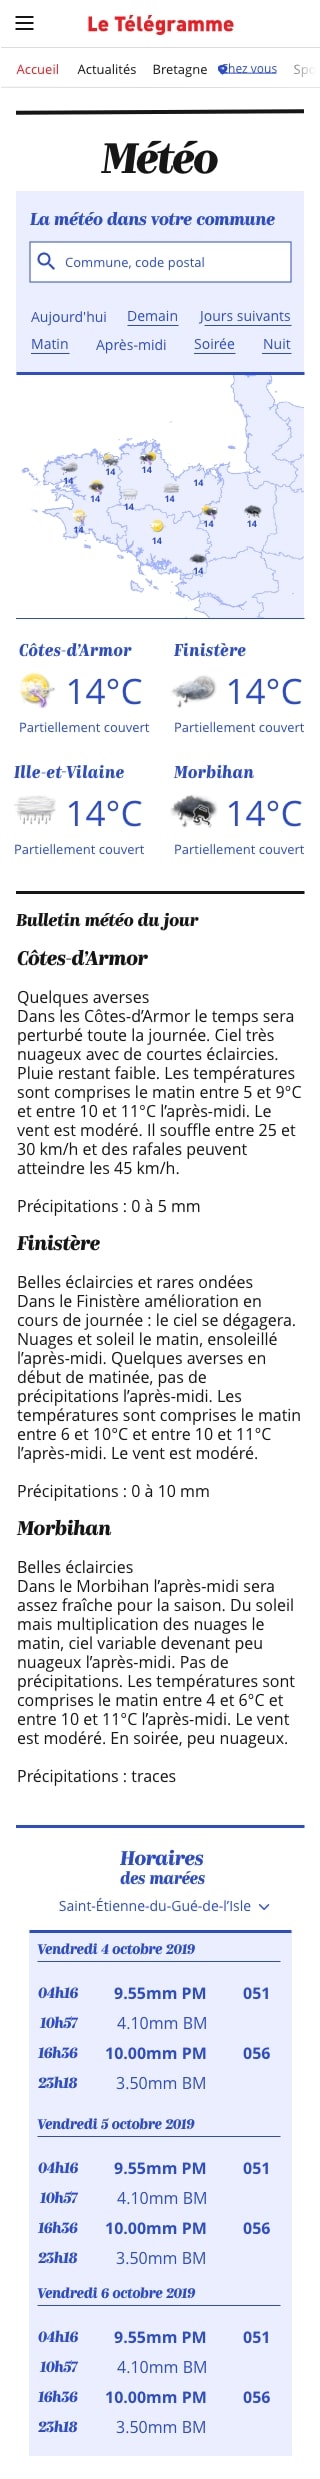 Le Télégramme
Accueil Actualités Bretagne Chez vous Spo
Météo
La météo dans votre commune
Commune, code postal
Aujourd'hui Demain Jours suivants
Matin Après-midi Soirée Nuit
14 14 14
14 14 14 14
14 14 14
14
14
Côtes-d’Armor Finistère
14°C 14°C
Partiellement couvert Partiellement couvert
Ille-et-Vilaine Morbihan
14°C 14°C
Partiellement couvert Partiellement couvert
Bulletin météo du jour
Côtes-d’Armor
Quelques averses
Dans les Côtes-d’Armor le temps sera
perturbé toute la journée. Ciel très
nuageux avec de courtes éclaircies.
Pluie restant faible. Les températures
sont comprises le matin entre 5 et 9°C
et entre 10 et 11°C l’après-midi. Le
vent est modéré. Il souffle entre 25 et
30 km/h et des rafales peuvent
atteindre les 45 km/h.
Précipitations : 0 à 5 mm
Finistère
Belles éclaircies et rares ondées
Dans le Finistère amélioration en
cours de journée : le ciel se dégagera.
Nuages et soleil le matin, ensoleillé
l’après-midi. Quelques averses en
début de matinée, pas de
précipitations l’après-midi. Les
températures sont comprises le matin
entre 6 et 10°C et entre 10 et 11°C
l’après-midi. Le vent est modéré.
Précipitations : 0 à 10 mm
Morbihan
Belles éclaircies
Dans le Morbihan l’après-midi sera
assez fraîche pour la saison. Du soleil
mais multiplication des nuages le
matin, ciel variable devenant peu
nuageux l’après-midi. Pas de
précipitations. Les températures sont
comprises le matin entre 4 et 6°C et
entre 10 et 11°C l’après-midi. Le vent
est modéré. En soirée, peu nuageux.
Précipitations : traces
Horaires
des marées
Saint-Étienne-du-Gué-de-l’Isle
Vendredi 4 octobre 2019
04h16 9.55mm PM 051
10h57 4.10mm BM
16h36 10.00mm PM 056
23h18 3.50mm BM
Vendredi 5 octobre 2019
04h16 9.55mm PM 051
10h57 4.10mm BM
16h36 10.00mm PM 056
23h18 3.50mm BM
Vendredi 6 octobre 2019
04h16 9.55mm PM 051
10h57 4.10mm BM
16h36 10.00mm PM 056
23h18 3.50mm BM